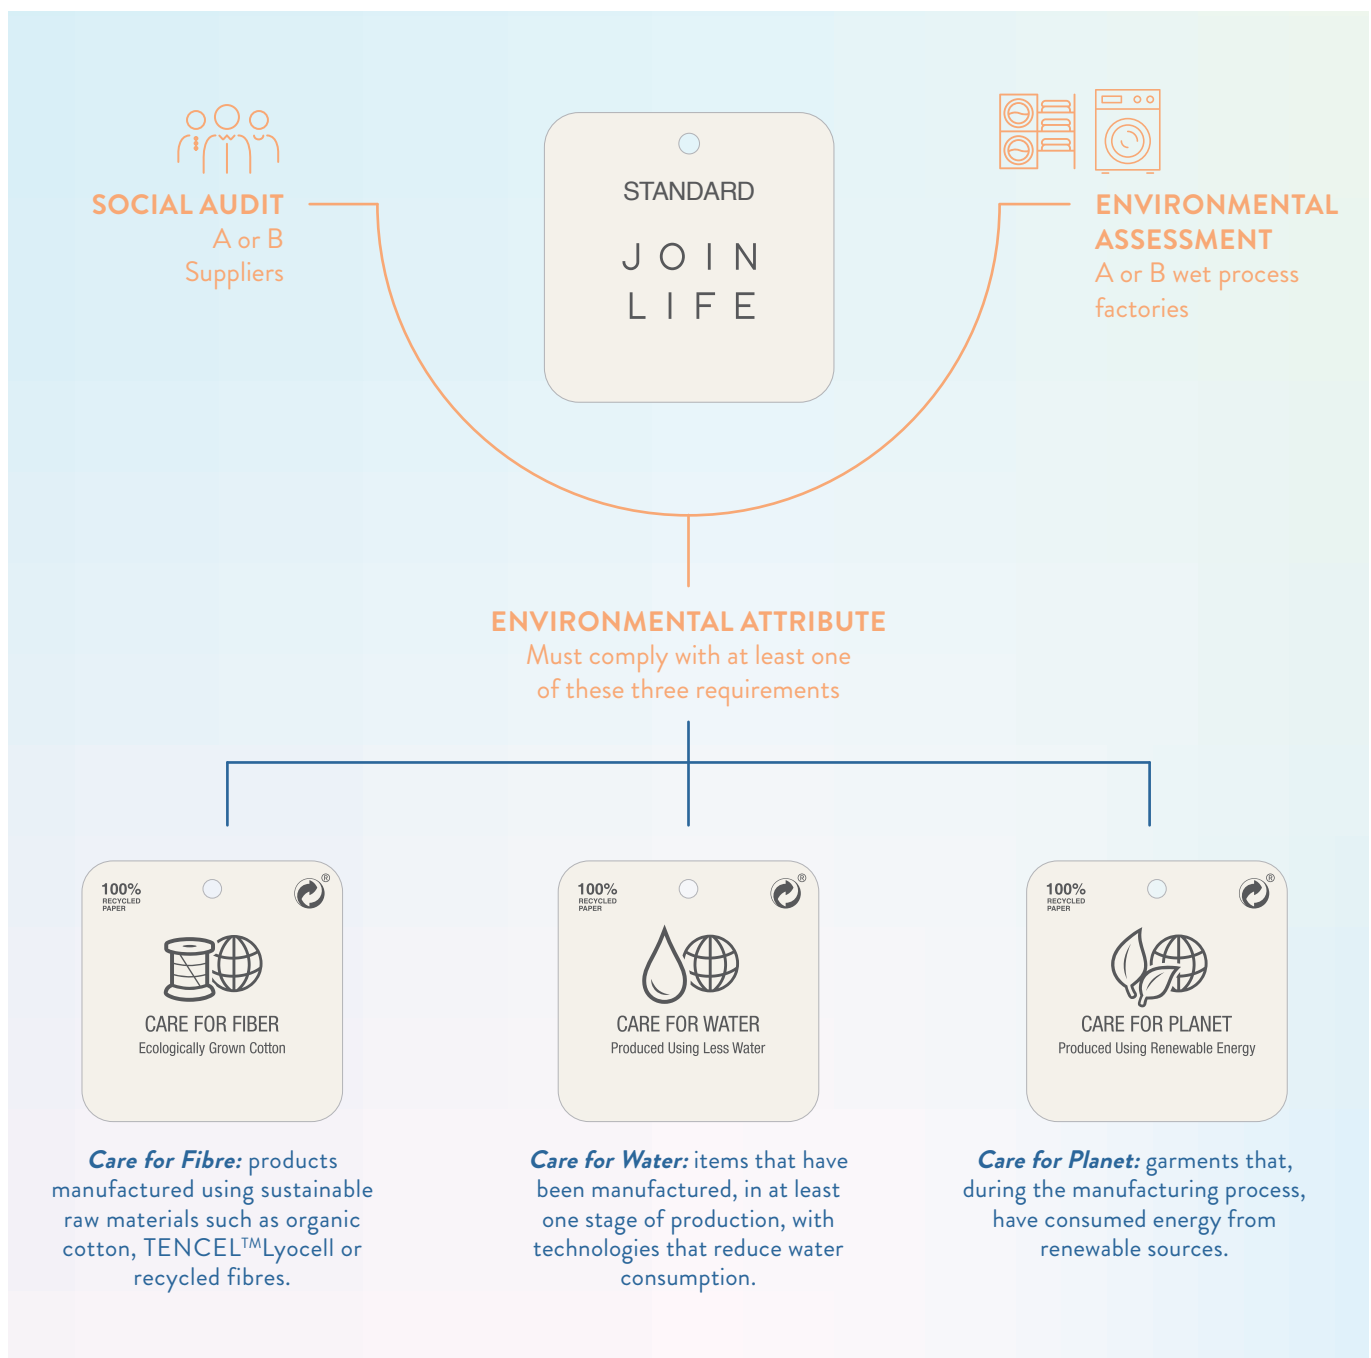 STANDARD
JOIN
LIFE
SOCIAL AUDIT
A or B
Suppliers
ENVIRONMENTAL
ASSESSMENT
A or B wet process
factories
ENVIRONMENTAL ATTRIBUTE
Must comply with at least one
of these three requirements
100%
RECYCLED
PAPER
®
CARE FOR FIBER
Ecologically Grown Cotton
100%
RECYCLED
PAPER
®
CARE FOR WATER
Produced Using Less Water
100%
RECYCLED
PAPER
®
CARE FOR PLANET
Produced Using Renewable Energy
Care for Fibre: products
manufactured using sustainable
raw materials such as organic
cotton, TENCEL™Lyocell or
recycled fibres.
Care for Water: items that have
been manufactured, in at least
one stage of production, with
technologies that reduce water
consumption.
Care for Planet: garments that,
during the manufacturing process,
have consumed energy from
renewable sources.